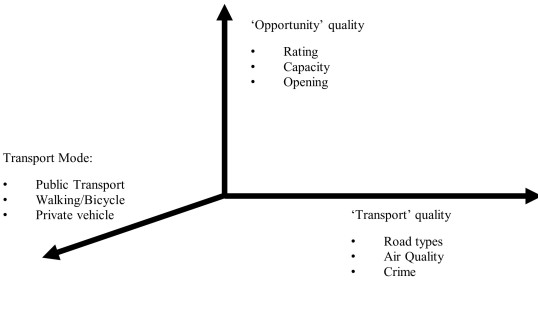 ‘Opportunity’ quality
• Rating
• Capacity
• Opening
Transport Mode:
• Public Transport
• Walking/Bicycle
• Private vehicle
‘Transport’ quality
• Road types
• Air Quality
• Crime